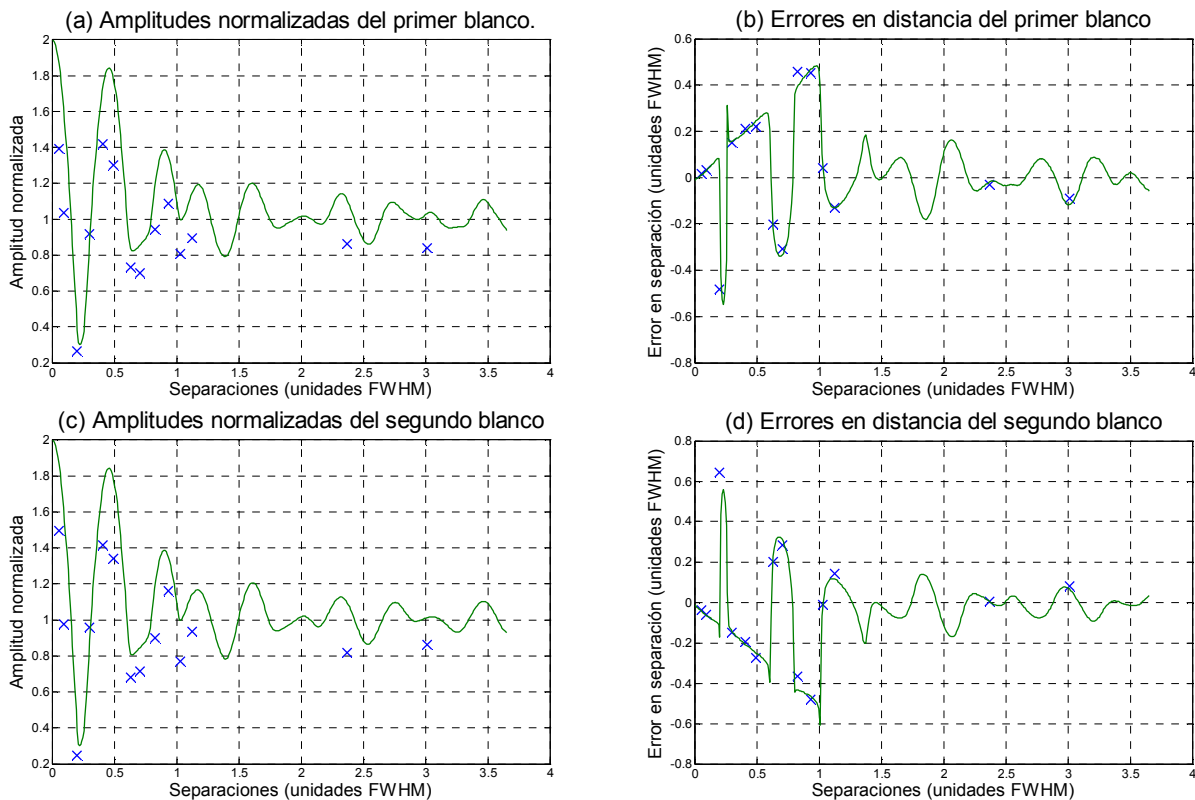 (a) Amplitudes normalizadas del primer blanco.
2
1.8
1.6
1.4
1.2
1
0.8
0.6
0.4
0.2
Amplitud normalizada
0 0.5 1 1.5 2 2.5 3 3.5 4
Separaciones (unidades FWHM)
(b) Errores en distancia del primer blanco
0.6
0.4
0.2
0
-0.2
-0.4
-0.6
-0.8
Error en separación (unidades FWHM)
0 0.5 1 1.5 2 2.5 3 3.5 4
Separaciones (unidades FWHM)
(c) Amplitudes normalizadas del segundo blanco
2
1.8
1.6
1.4
1.2
1
0.8
0.6
0.4
0.2
Amplitud normalizada
0 0.5 1 1.5 2 2.5 3 3.5 4
Separaciones (unidades FWHM)
(d) Errores en distancia del segundo blanco
0.8
0.6
0.4
0.2
0
-0.2
-0.4
-0.6
-0.8
Error en separación (unidades FWHM)
0 0.5 1 1.5 2 2.5 3 3.5 4
Separaciones (unidades FWHM)